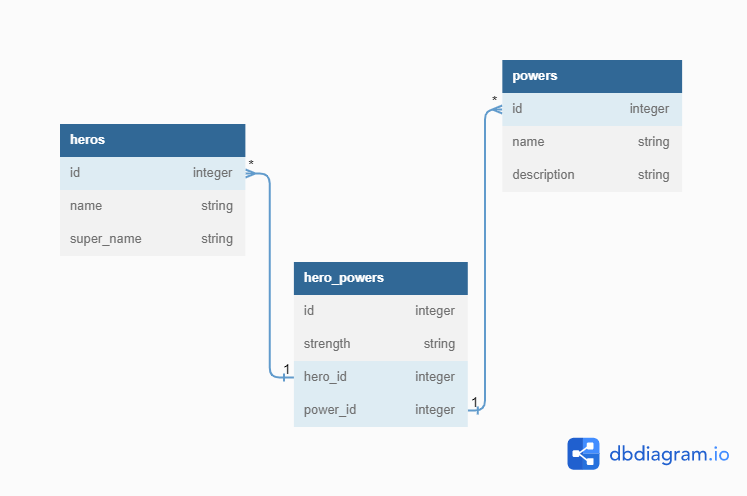 heros
id integer
name string
super_name string
*
powers
id integer
name string
description string
*
hero_powers
id integer
strength string
hero_id integer
power_id integer
1
1
dbdiagram.io